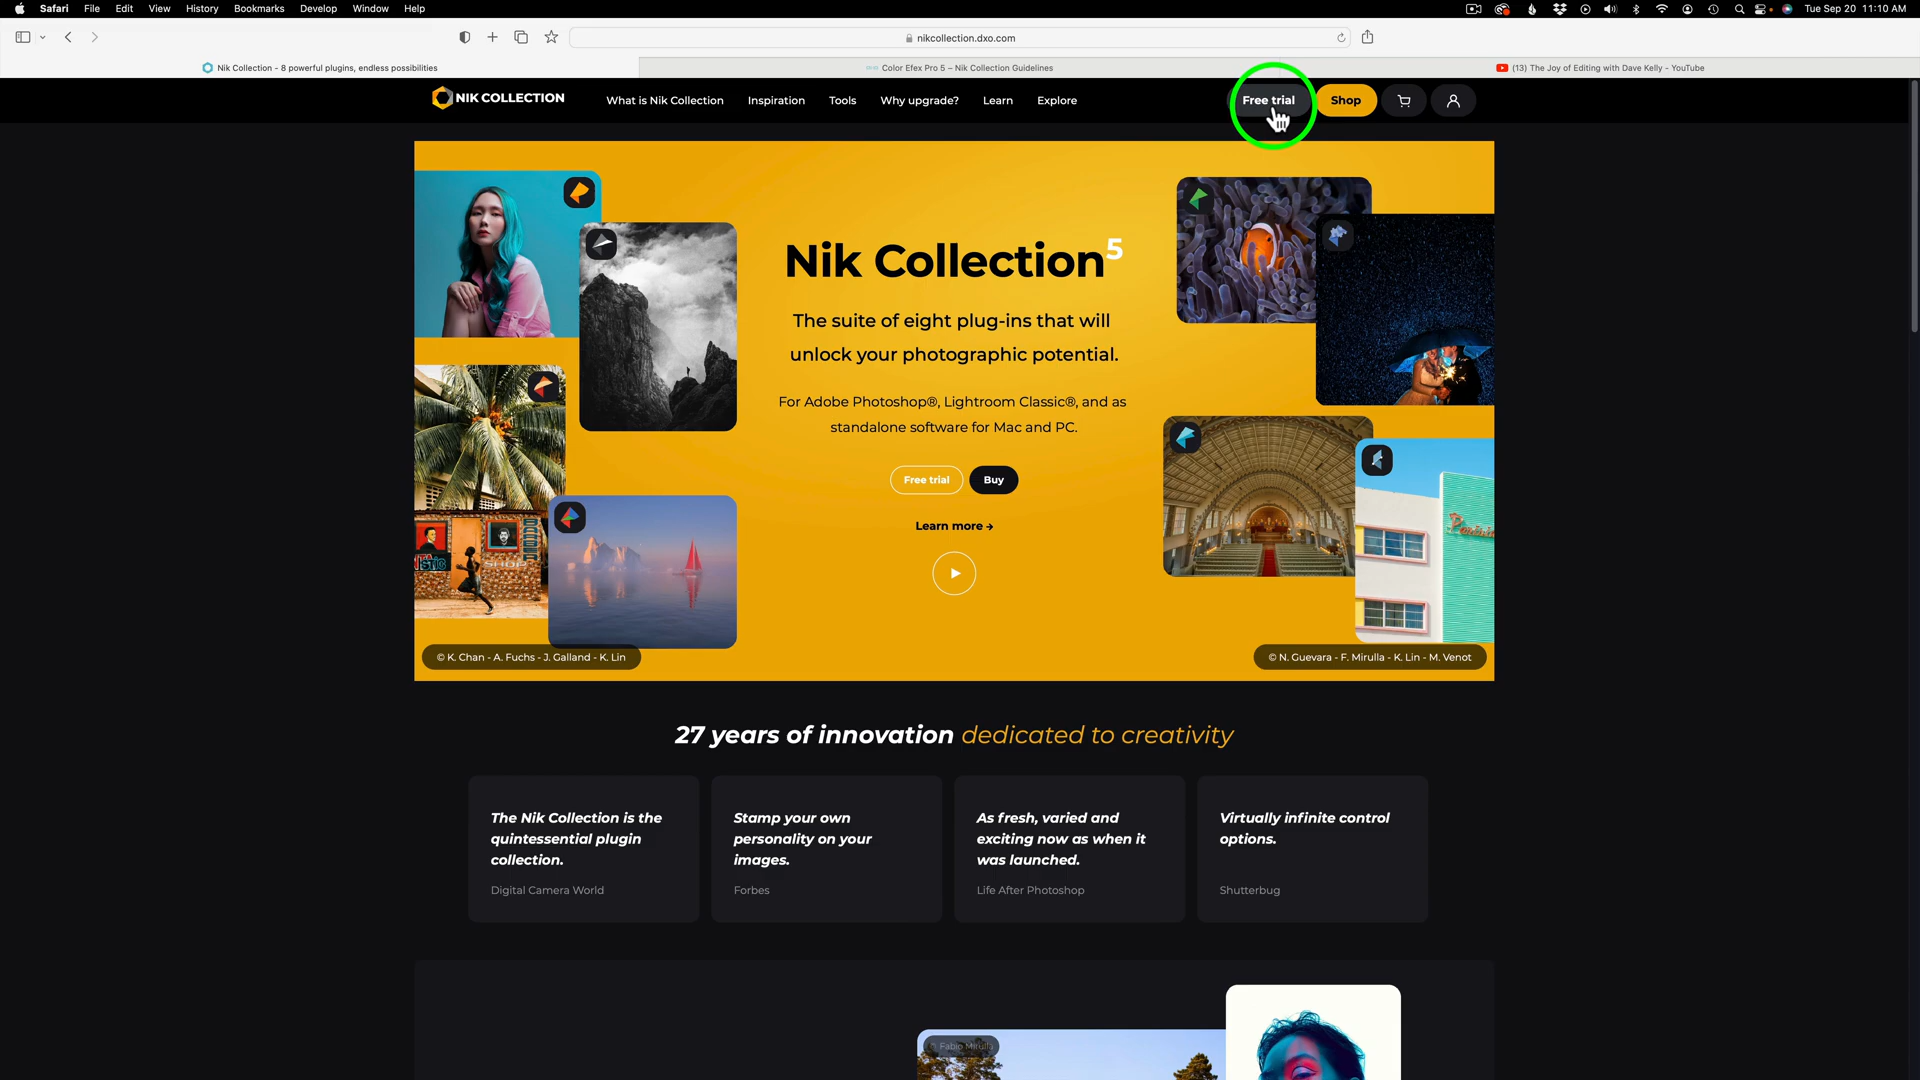 Safari File Edit View History Bookmarks Develop Window Help Tue Sep 20 11:10 AM
nikcollection.dxo.com
Nik Collection - 8 powerful plugins, endless possibilities
Color Efex Pro 5 – Nik Collection Guidelines
(13) The Joy of Editing with Dave Kelly - YouTube
NIK COLLECTION
What is Nik Collection Inspiration Tools Why upgrade? Learn Explore
Free trial Shop
Nik Collection 5
The suite of eight plug-ins that will
unlock your photographic potential.
For Adobe Photoshop®, Lightroom Classic®, and as
standalone software for Mac and PC.
Free trial Buy
Learn more →
SHOP
© K. Chan - A. Fuchs - J. Galland - K. Lin
© N. Guevara - F. Mirulla - K. Lin - M. Venot
27 years of innovation dedicated to creativity
The Nik Collection is the
quintessential plugin
collection.
Digital Camera World
Stamp your own
personality on your
images.
Forbes
As fresh, varied and
exciting now as when it
was launched.
Life After Photoshop
Virtually infinite control
options.
Shutterbug
© Fabio Mirulla